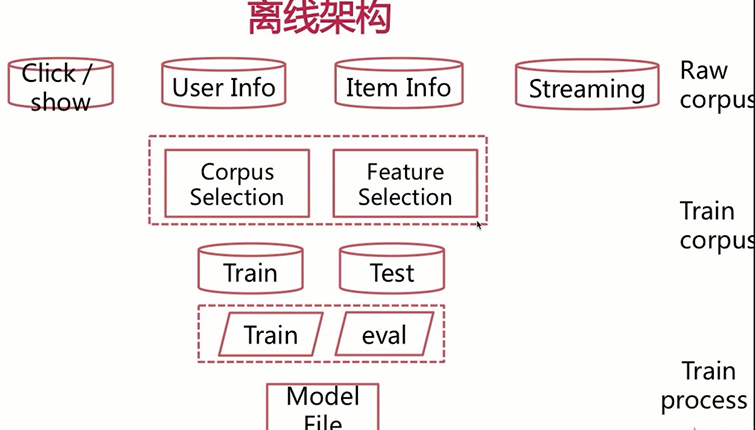 离线架构
Click /
show
User Info
Item Info
Streaming
Raw
corpus
Corpus
Selection
Feature
Selection
Train
corpus
Train
Test
Train
eval
Model
File
Train
process